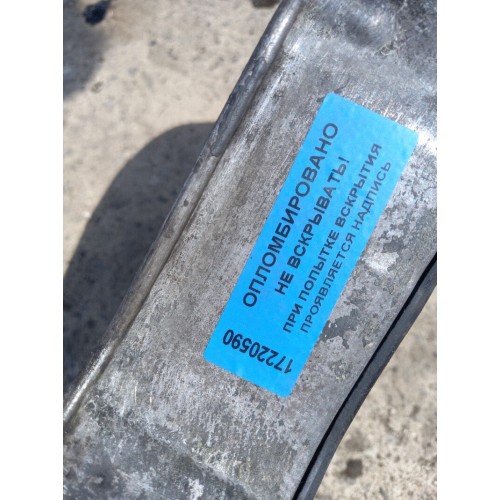 ОПЛОМБИРОВАНО
НЕ ВСКРЫВАТЬ!
ПРИ ПОПЫТКЕ ВСКРЫТИЯ
ПРОЯВЛЯЕТСЯ НАДПИСЬ
17220590